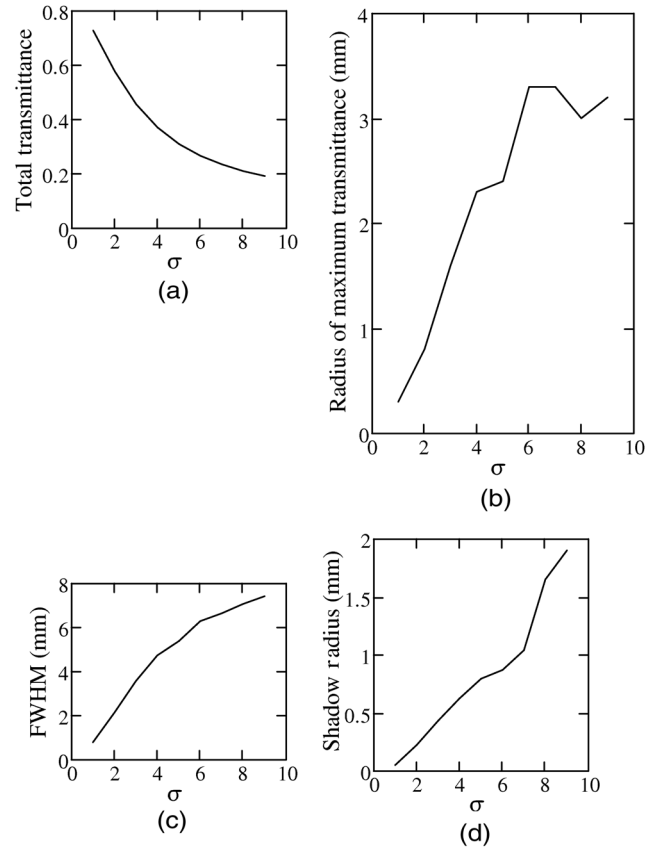 Total transmittance
0.8
0.6
0.4
0.2
0
0 2 4 6 8 10
σ
(a)
Radius of maximum transmittance (mm)
4
3
2
1
0
0 2 4 6 8 10
σ
(b)
FWHM (mm)
8
6
4
2
0
0 2 4 6 8 10
σ
(c)
Shadow radius (mm)
2
1.5
1
0.5
0
0 2 4 6 8 10
σ
(d)